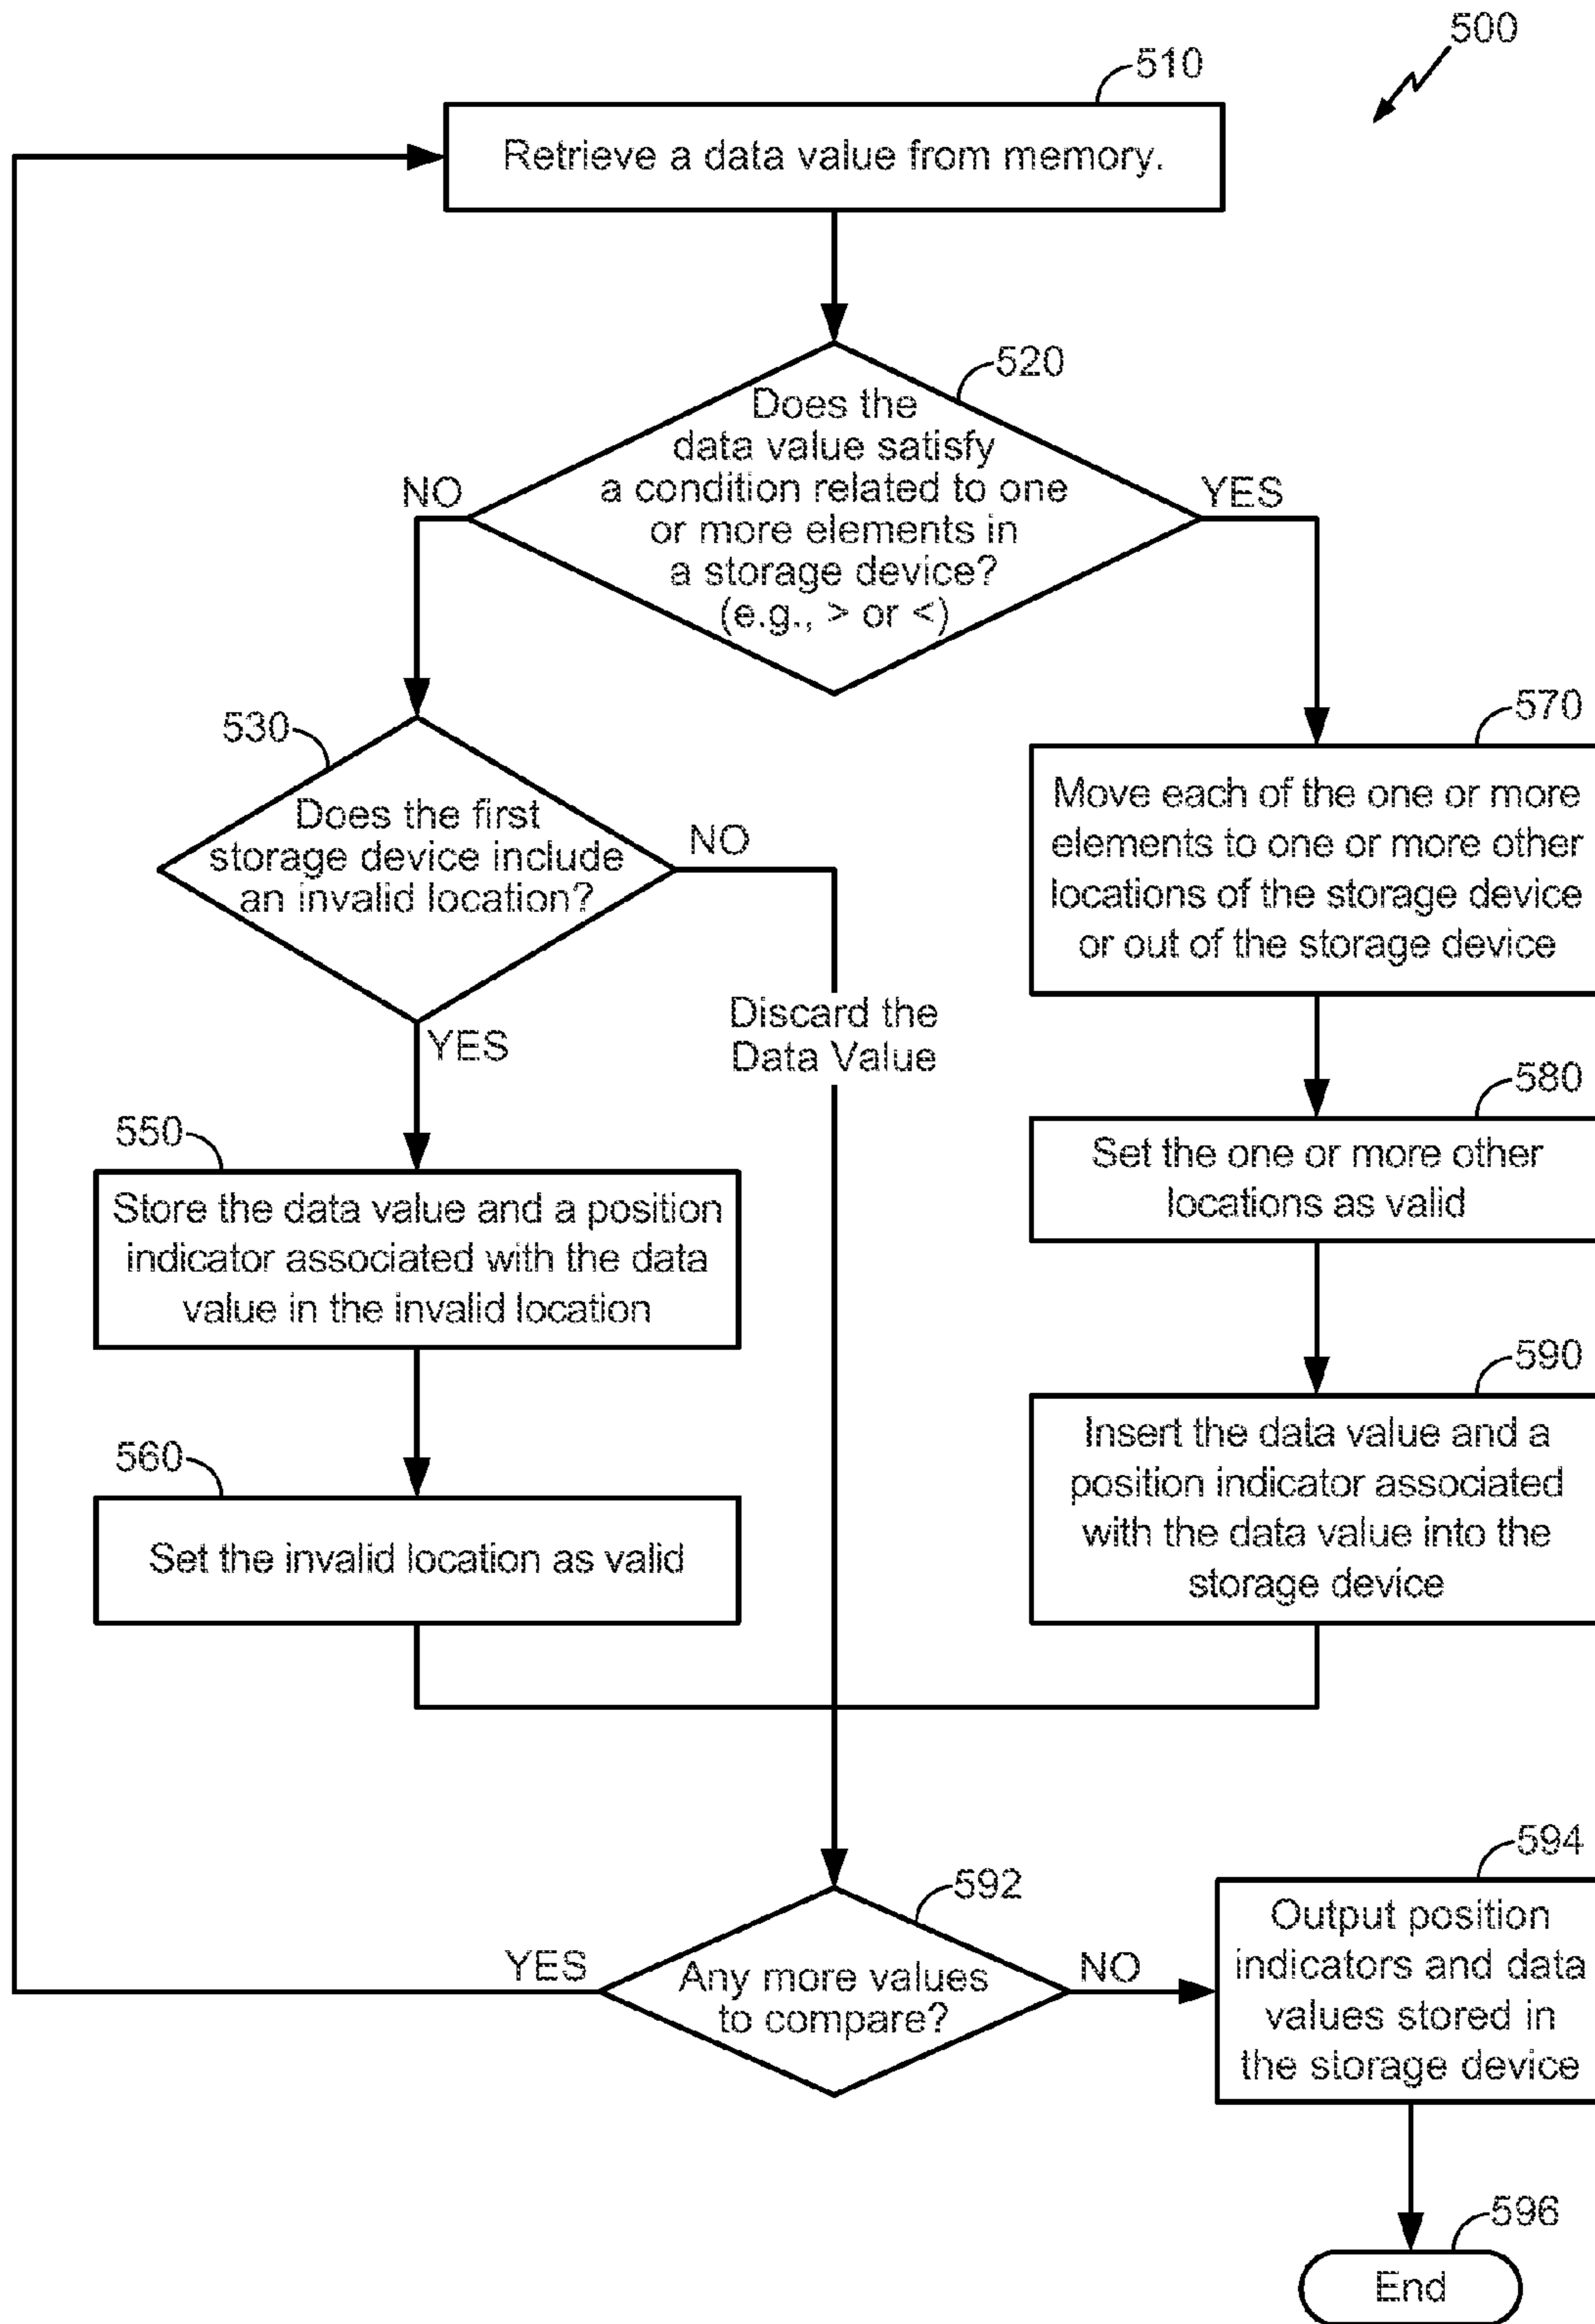 500
510
Retrieve a data value from memory.
520
Does the
data value satisfy
a condition related to one
or more elements in
a storage device?
(e.g., > or <)
NO
YES
530
Does the first
storage device include
an invalid location?
NO
YES
Discard the
Data Value
570
Move each of the one or more
elements to one or more other
locations of the storage device
or out of the storage device
550
Store the data value and a position
indicator associated with the data
value in the invalid location
580
Set the one or more other
locations as valid
560
Set the invalid location as valid
590
Insert the data value and a
position indicator associated
with the data value into the
storage device
592
Any more values
to compare?
YES
NO
594
Output position
indicators and data
values stored in
the storage device
596
End